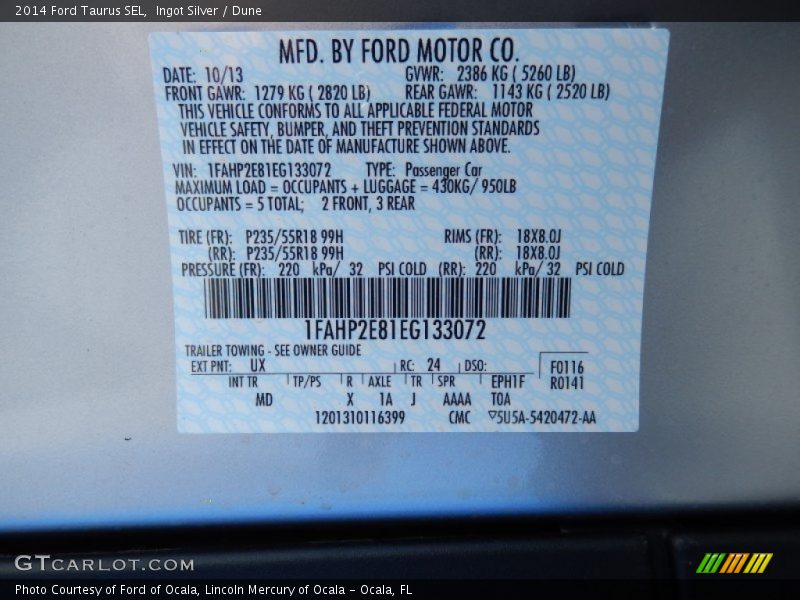 2014 Ford Taurus SEL,  Ingot Silver / Dune
MFD. BY FORD MOTOR CO.
DATE: 10/13 GVWR: 2386 KG ( 5260 LB)
FRONT GAWR: 1279 KG ( 2820 LB) REAR GAWR: 1143 KG ( 2520 LB)
THIS VEHICLE CONFORMS TO ALL APPLICABLE FEDERAL MOTOR
VEHICLE SAFETY, BUMPER, AND THEFT PREVENTION STANDARDS
IN EFFECT ON THE DATE OF MANUFACTURE SHOWN ABOVE.
VIN: 1FAHP2E81EG133072 TYPE: Passenger Car
MAXIMUM LOAD = OCCUPANTS + LUGGAGE = 430KG/ 950LB
OCCUPANTS = 5 TOTAL; 2 FRONT, 3 REAR
TIRE (FR): P235/55R18 99H RIMS (FR): 18X8.0J
(RR): P235/55R18 99H (RR): 18X8.0J
PRESSURE (FR): 220 kPa/ 32 PSI COLD (RR): 220 kPa/ 32 PSI COLD
1FAHP2E81EG133072
TRAILER TOWING - SEE OWNER GUIDE
EXT PNT: UX RC: 24 DSO: F0116
INT TR TP/PS R AXLE TR SPR EPH1F R0141
MD X 1A J AAAA TOA
1201310116399 CMC ▽5U5A-5420472-AA
GTCARLOT.COM
Photo Courtesy of Ford of Ocala, Lincoln Mercury of Ocala - Ocala, FL